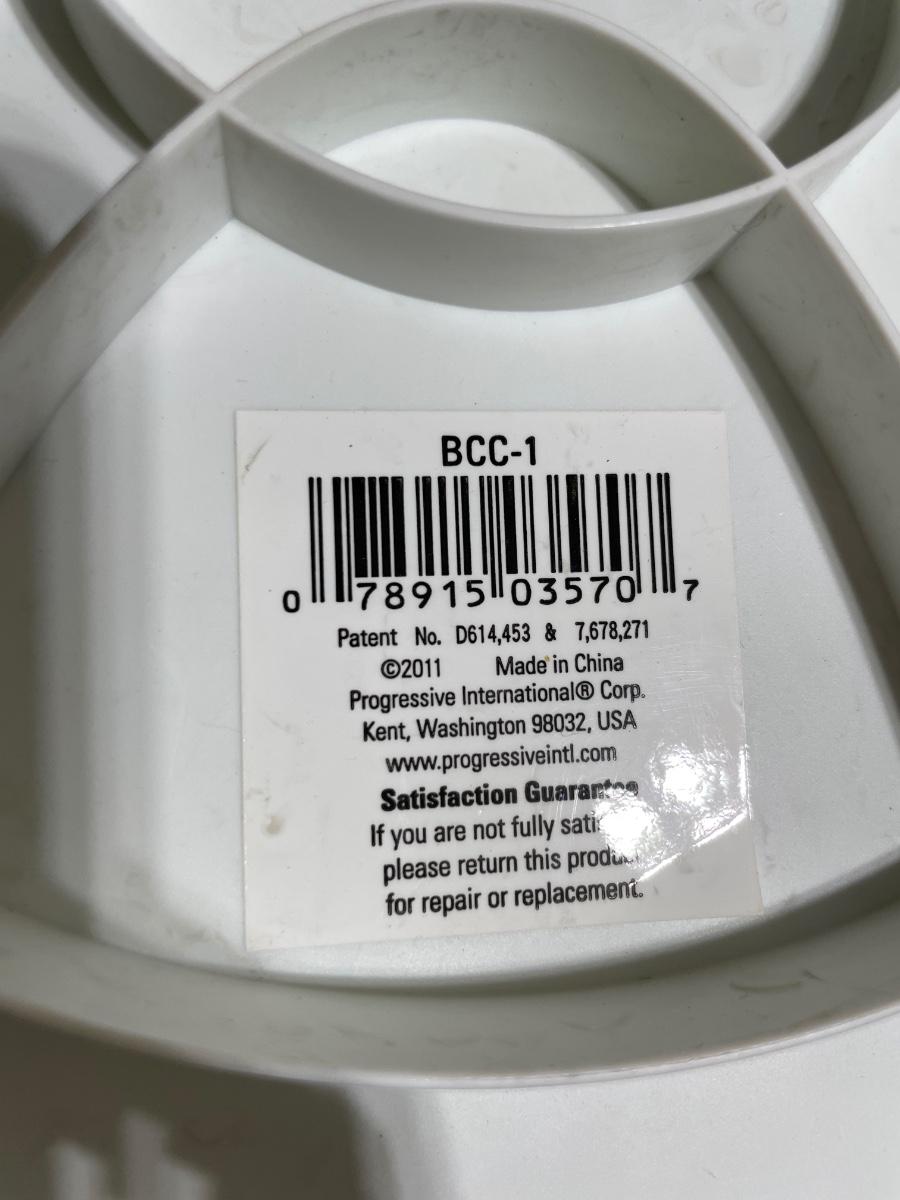 BCC-1
0 78915 03570 7
Patent No. D614,453 & 7,678,271
©2011 Made in China
Progressive International® Corp.
Kent, Washington 98032, USA
www.progressiveintl.com
Satisfaction Guarantee
If you are not fully
please return this product
for repair or replacement.